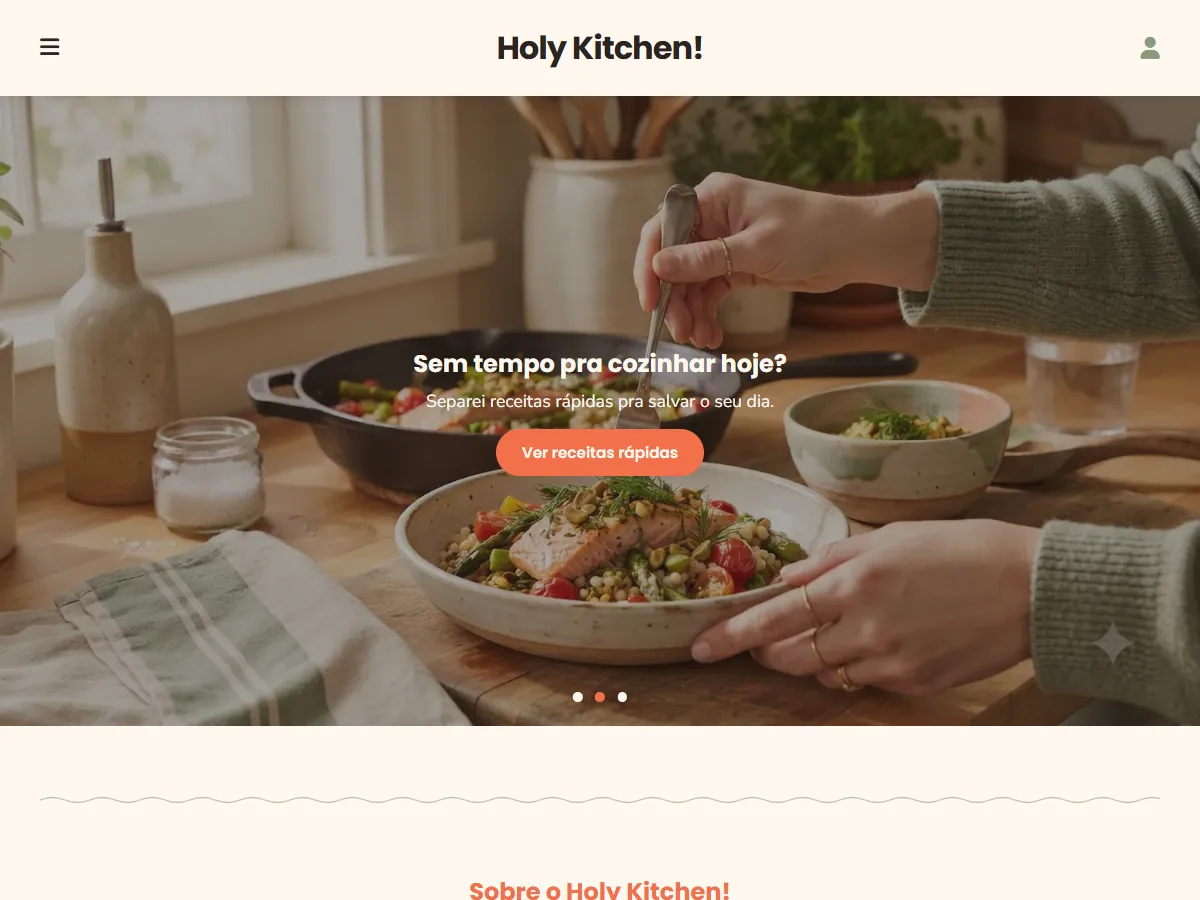 Holy Kitchen!
Sem tempo pra cozinhar hoje?
Separei receitas rápidas pra salvar o seu dia.
Ver receitas rápidas
Sobre o Holy Kitchen!